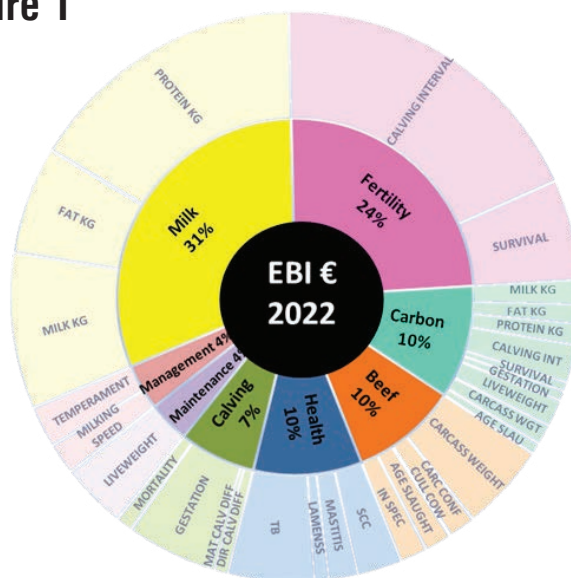 re 1
EBI €
2022
Fertility
24%
Carbon
10%
Beef
10%
Health
10%
Calving
7%
Maintenance 4%
Management 4%
Milk
31%
CALVING INTERVAL
SURVIVAL
MILK KG
FAT KG
PROTEIN KG
CALVING INT
SURVIVAL
GESTATION
LIVEWEIGHT
CARCASS WGT
AGE SLAU
CARCASS WEIGHT
CARC CONF
CULL COW
AGE SLAUGHT
IN SPEC
SCC
MASTITIS
LAMENSS
TB
DIR CALV DIFF
MAT CALV DIFF
GESTATION
MORTALITY
LIVEWEIGHT
MILKING
SPEED
TEMPERAMENT
MILK KG
FAT KG
PROTEIN KG